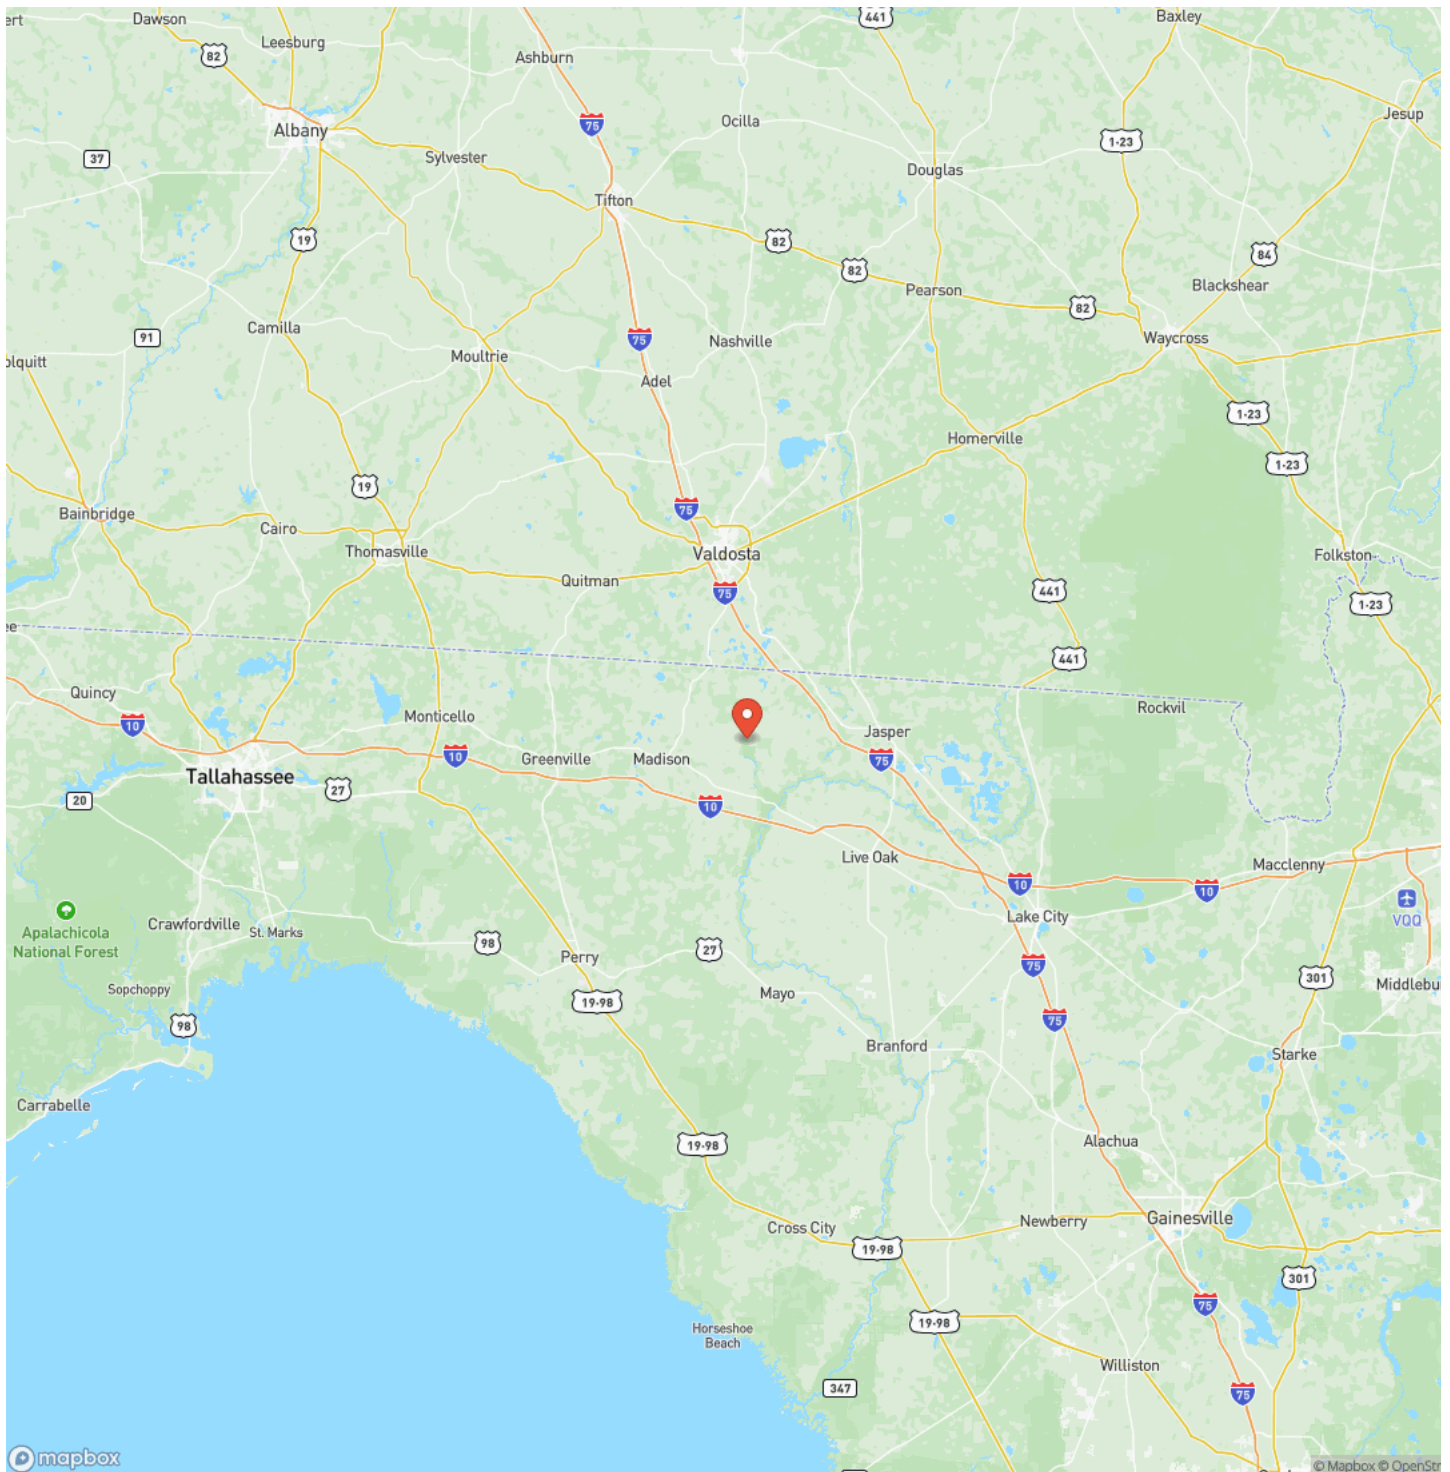 Dawson
441
Baxley
ert
Leesburg
82
Ashburn
Jesup
75
Ocilla
Albany
1-23
37
Sylvester
Douglas
Tifton
19
82
84
82
Blackshear
Pearson
82
Camilla
91
75
Nashville
Waycross
olquitt
Moultrie
Adel
1-23
Homerville
1-23
19
75
Bainbridge
Cairo
Thomasville
Valdosta
Folkston
Quitman
75
441
1-23
ee
441
Quincy
Rockvil
10
Monticello
Jasper
10
Greenville
Madison
75
Tallahassee
27
20
10
Live Oak
Macclenny
10
10
VQQ
Apalachicola
National Forest
Crawfordville
St. Marks
Lake City
98
27
Perry
75
301
Sopchoppy
Mayo
Middlebu
19-98
98
75
Branford
Starke
Carrabelle
19-98
Alachua
Cross City
Newberry
Gainesville
19-98
301
75
19-98
Horseshoe
Beach
Williston
347
75
mapbox
© Mapbox © OpenStr